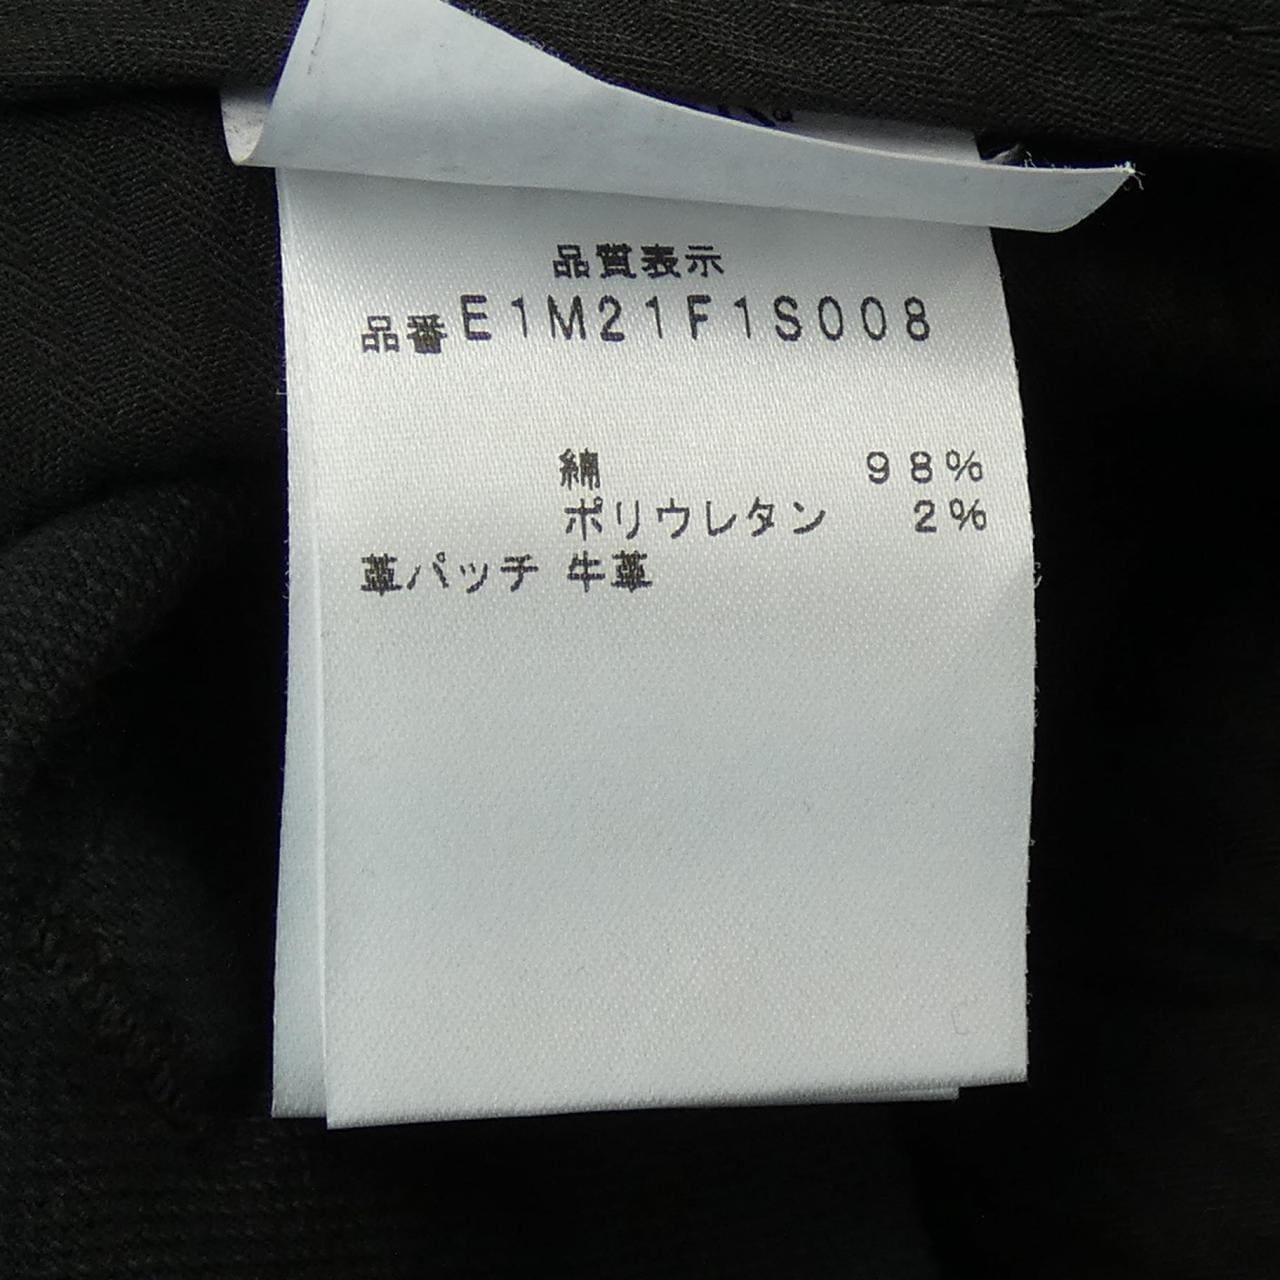 品質表示
品番E1M21F1S008
綿 98%
ポリウレタン 2%
革パッチ 牛革